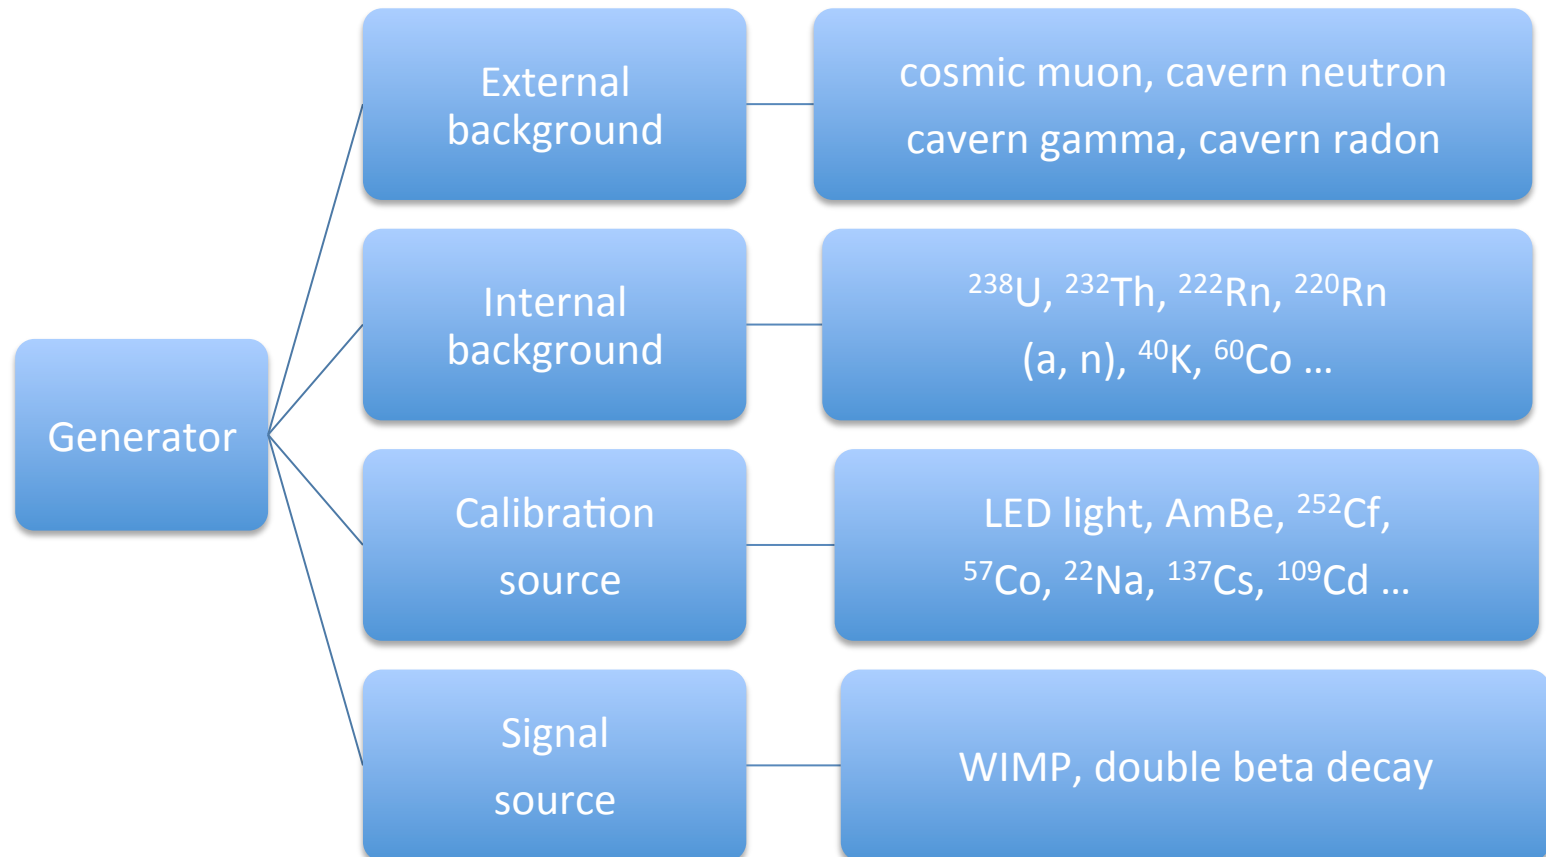 Generator
External
background
cosmic muon, cavern neutron
cavern gamma, cavern radon
Internal
background
²³⁸U, ²³²Th, ²²²Rn, ²²⁰Rn
(a, n), ⁴⁰K, ⁶⁰Co ...
Calibration
source
LED light, AmBe, ²⁵²Cf,
⁵⁷Co, ²²Na, ¹³⁷Cs, ¹⁰⁹Cd ...
Signal
source
WIMP, double beta decay